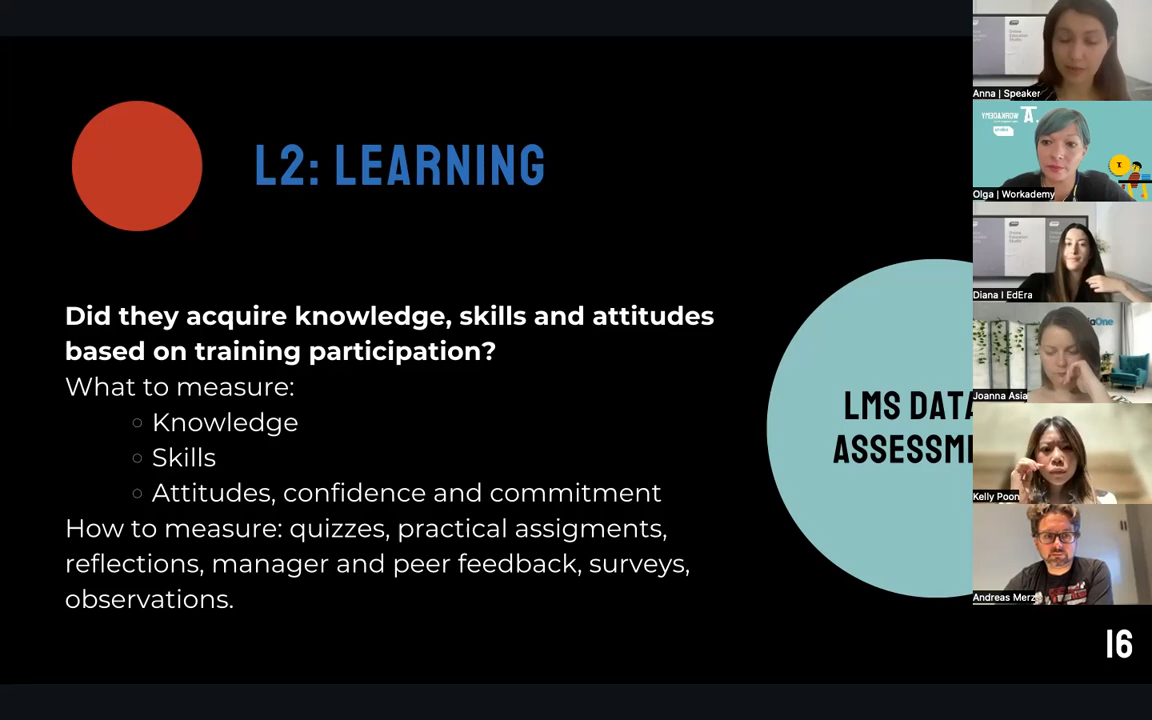 L2: LEARNING
Did they acquire knowledge, skills and attitudes
based on training participation?
What to measure:
Knowledge
Skills
Attitudes, confidence and commitment
How to measure: quizzes, practical assigments,
reflections, manager and peer feedback, surveys,
observations.
LMS DATA
ASSESSM
16
Anna | Speaker
Olga | Workademy
Diana I EdEra
Joanna Asia
Kelly Poon
Andreas Merz